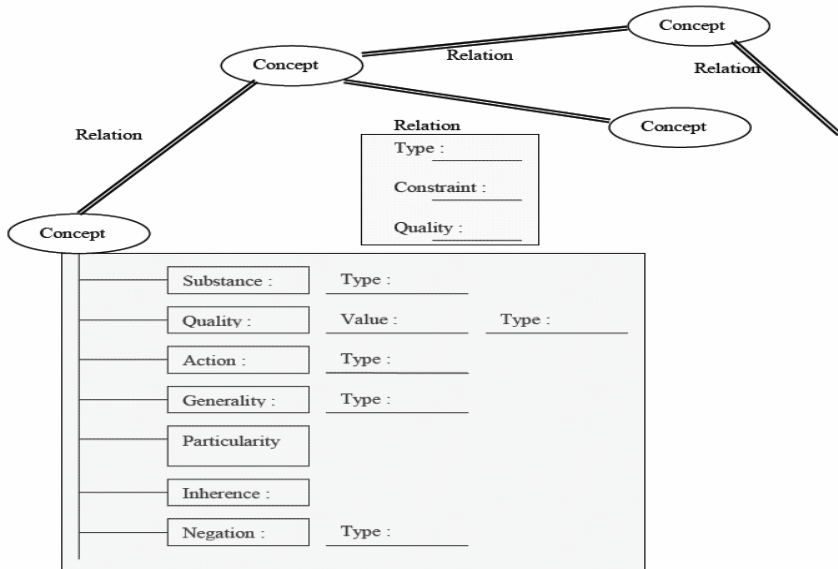 Concept
Concept
Relation
Relation
Relation
Relation
Concept
Type :
Constraint :
Quality :
Concept
Substance : Type :
Quality : Value : Type :
Action : Type :
Generality : Type :
Particularity
Inherence :
Negation : Type :